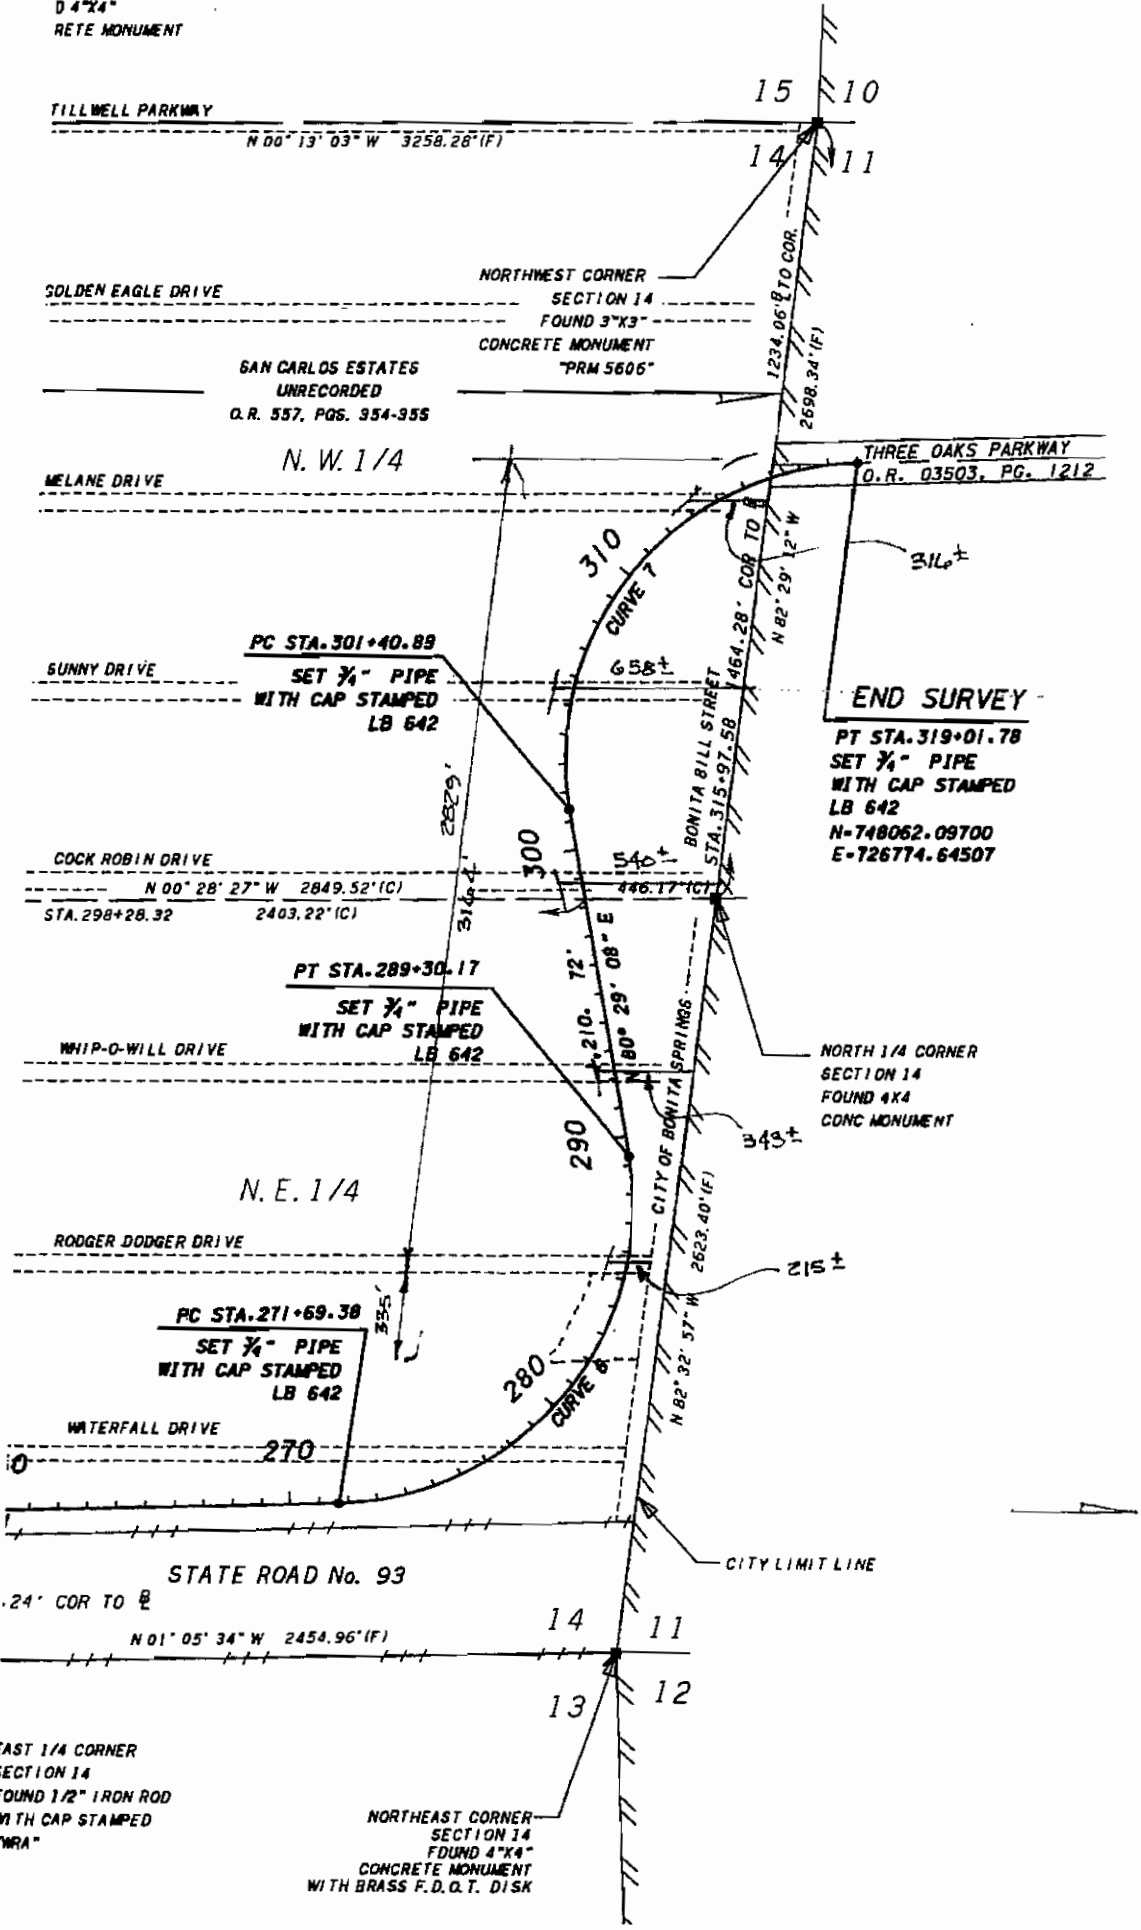 D 4"X4"
RETE MONUMENT
15
10
TILLWELL PARKWAY
N 00° 13' 03" W 3258.28'(F)
14
11
NORTHWEST CORNER
SECTION 14
FOUND 3"X3"
CONCRETE MONUMENT
"PRM 5606"
GOLDEN EAGLE DRIVE
1234.06' ℄ TO COR.
2698.34'(F)
SAN CARLOS ESTATES
UNRECORDED
O.R. 557, PGS. 354-355
N. W. 1/4
THREE OAKS PARKWAY
O.R. 03503, PG. 1212
MELANE DRIVE
310
CURVE 7
1464.28' COR TO ℄
N 82° 29' 12" W
316±
PC STA.301+40.89
SET ¾" PIPE
WITH CAP STAMPED
LB 642
SUNNY DRIVE
658±
END SURVEY
PT STA.319+01.78
SET ¾" PIPE
WITH CAP STAMPED
LB 642
N=748062.09700
E=726774.64507
BONITA BILL STREET
STA.315+97.58
2829'
300
COCK ROBIN DRIVE
540±
N 00° 28' 27" W 2849.52'(C)
446.17'(C)
STA.298+28.32
2403.22'(C)
3164'
PT STA.289+30.17
SET ¾" PIPE
WITH CAP STAMPED
LB 642
210.72'
N 80° 29' 08" E
WHIP-O-WILL DRIVE
NORTH 1/4 CORNER
SECTION 14
FOUND 4X4
CONC MONUMENT
343±
290
CITY OF BONITA SPRINGS
N. E. 1/4
N 82° 32' 57" W 2623.40'(F)
RODGER DODGER DRIVE
215±
335'
PC STA.271+69.38
SET ¾" PIPE
WITH CAP STAMPED
LB 642
280
CURVE 6
WATERFALL DRIVE
270
0
CITY LIMIT LINE
STATE ROAD No. 93
.24' COR TO ℄
N 01° 05' 34" W 2454.96'(F)
14
11
13
12
EAST 1/4 CORNER
SECTION 14
FOUND 1/2" IRON ROD
WITH CAP STAMPED
"WRA"
NORTHEAST CORNER
SECTION 14
FOUND 4"X4"
CONCRETE MONUMENT
WITH BRASS F.D.O.T. DISK